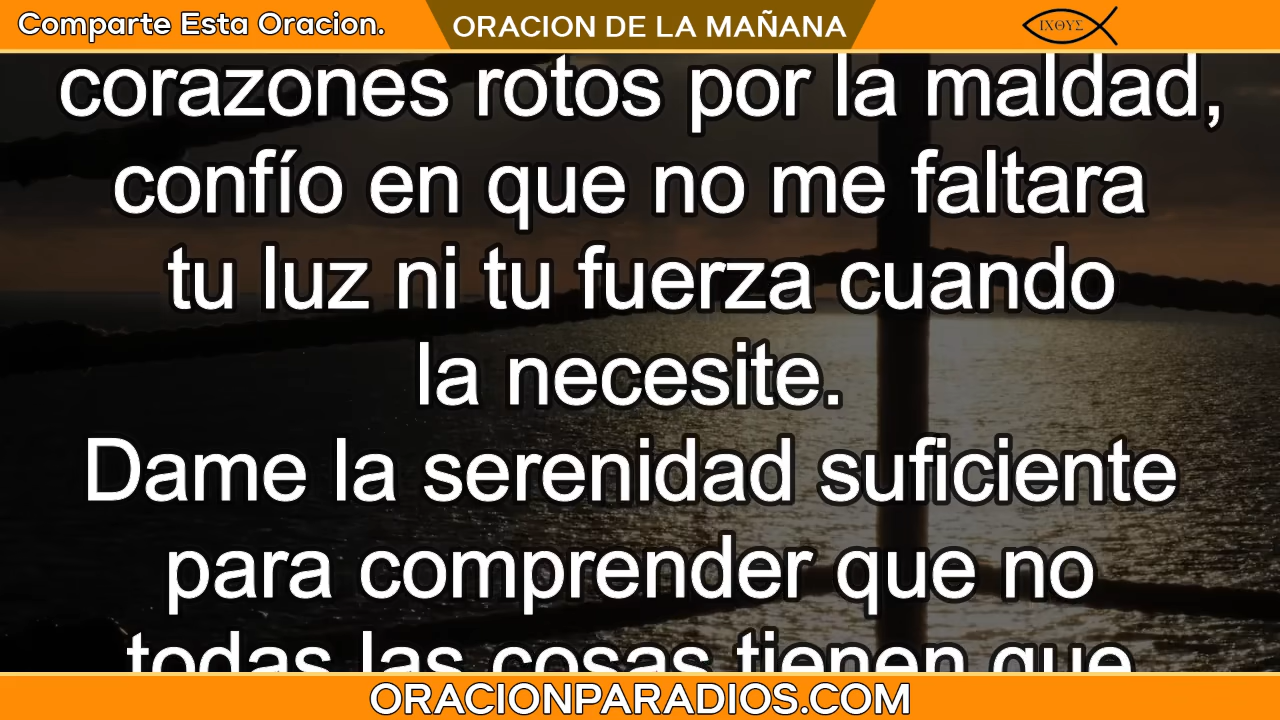 Comparte Esta Oracion.
ORACION DE LA MAÑANA
ΙΧΘΥΣ
corazones rotos por la maldad,
confío en que no me faltara
tu luz ni tu fuerza cuando
la necesite.
Dame la serenidad suficiente
para comprender que no
todas las cosas tienen que
ORACIONPARADIOS.COM